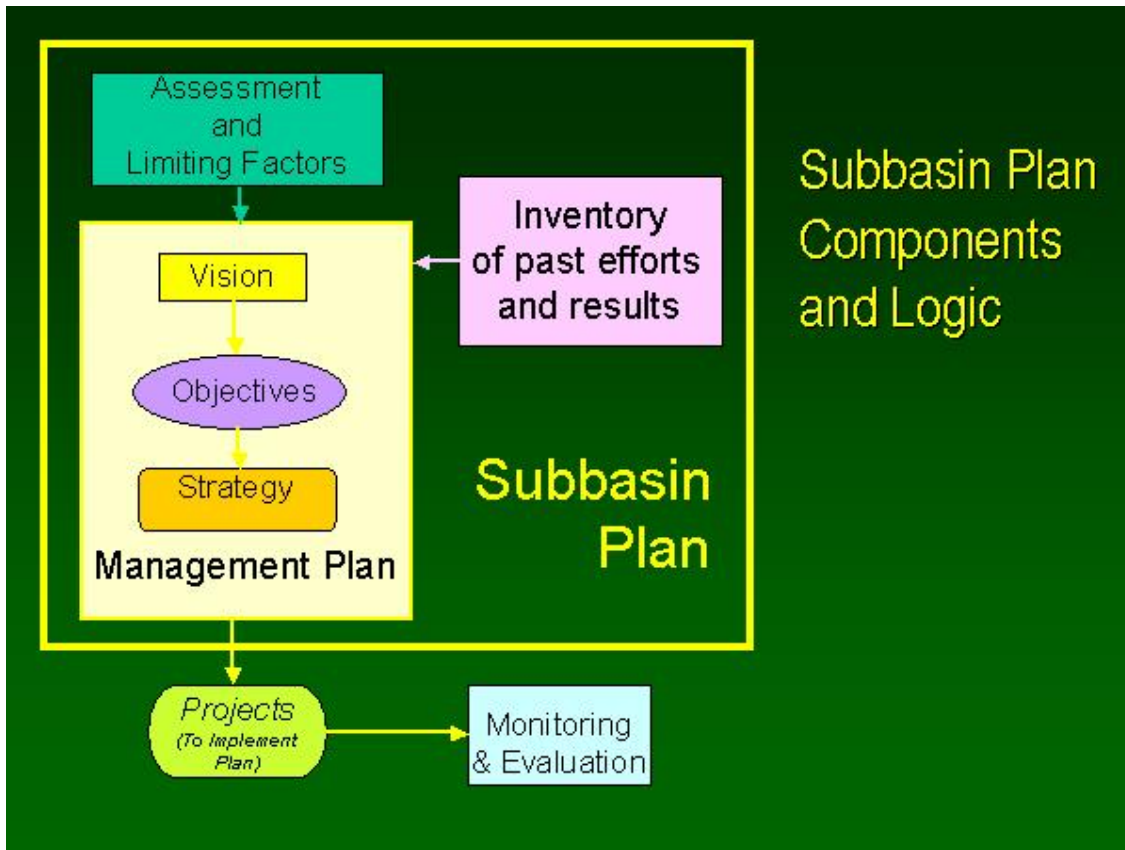 Assessment
and
Limiting Factors
Inventory
of past efforts
and results
Subbasin Plan
Components
and Logic
Vision
Objectives
Strategy
Management Plan
Subbasin
Plan
Projects
(To Implement
Plan)
Monitoring
& Evaluation